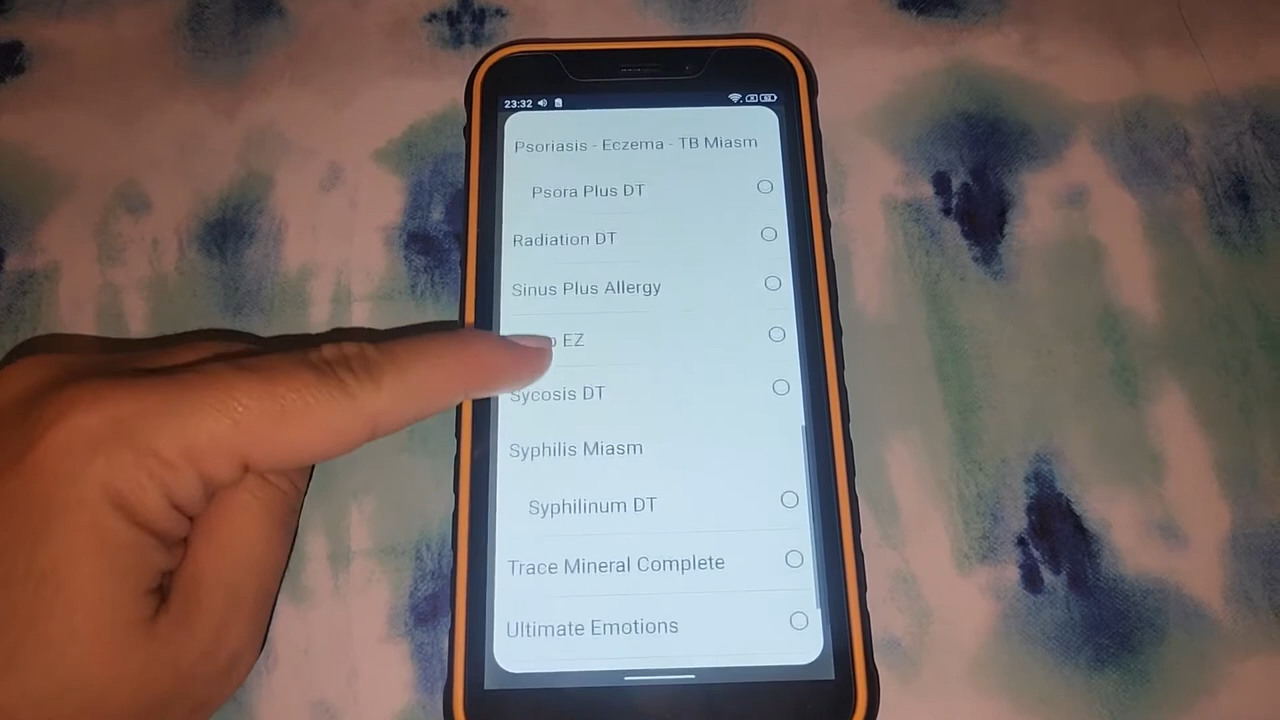 23:32
Psoriasis - Eczema - TB Miasm
Psora Plus DT
Radiation DT
Sinus Plus Allergy
EZ
Sycosis DT
Syphilis Miasm
Syphilinum DT
Trace Mineral Complete
Ultimate Emotions